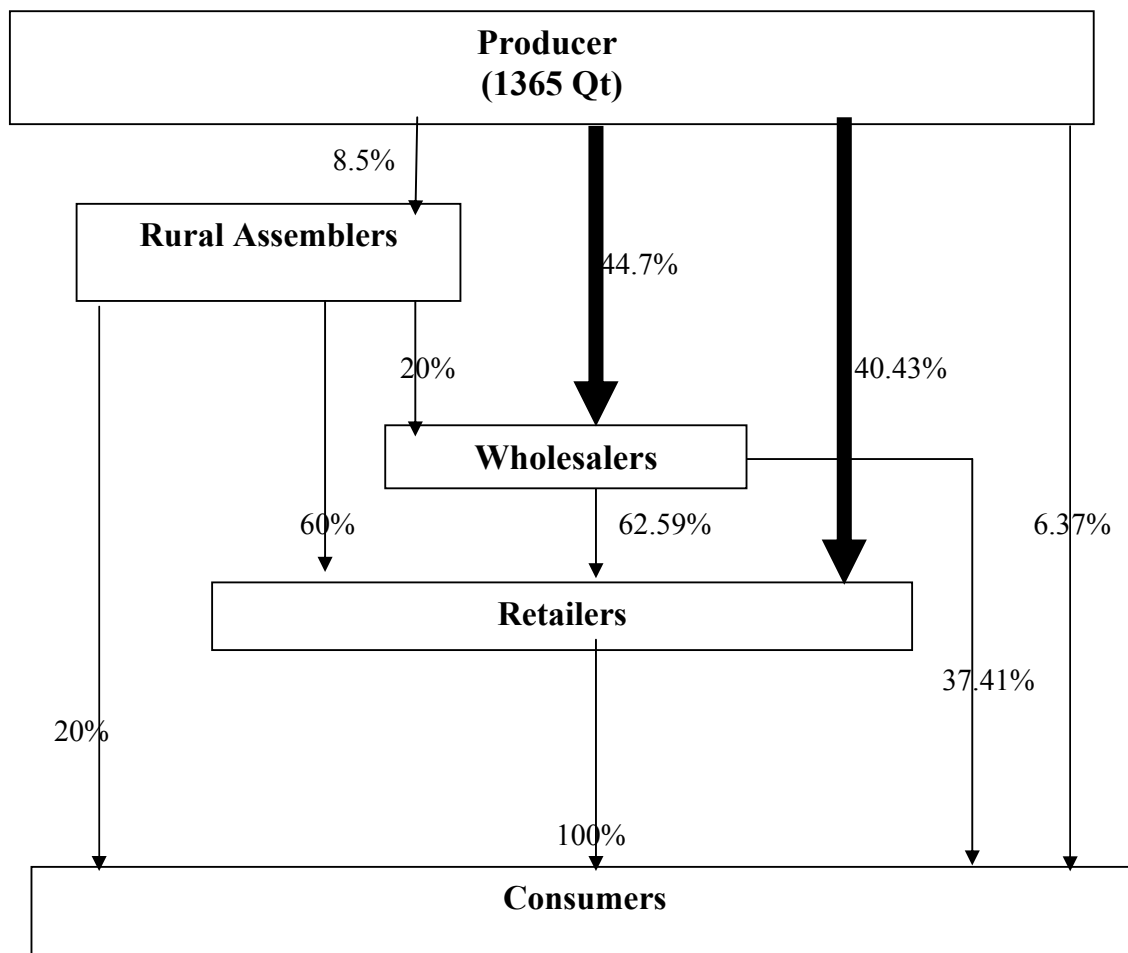 Producer
(1365 Qt)
8.5%
Rural Assemblers
44.7%
20%
40.43%
Wholesalers
60%
62.59%
6.37%
Retailers
37.41%
20%
100%
Consumers